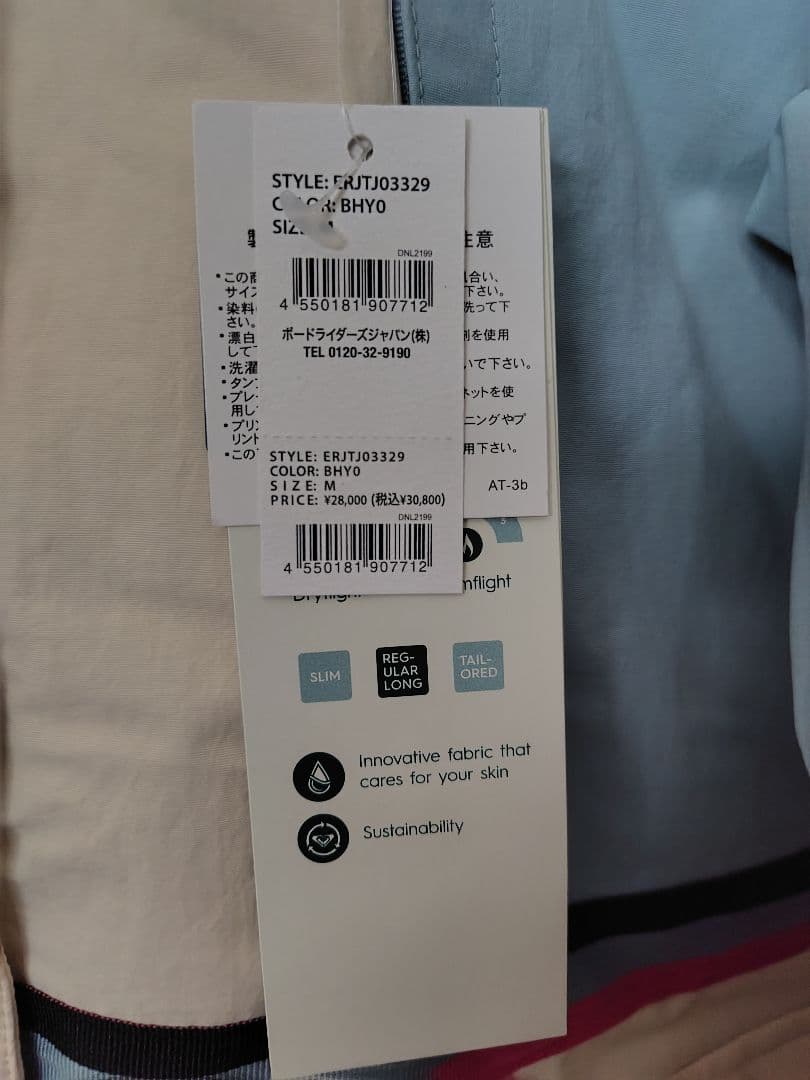 STYLE: ERJTJ03329
COLOR: BHY0
SIZE: M
DNL2199
4 550181 907712
ボードライダーズジャパン(株)
TEL 0120-32-9190
STYLE: ERJTJ03329
COLOR: BHY0
SIZE: M
PRICE: ¥28,000 (税込¥30,800)
DNL2199
4 550181 907712
注意
・この商
サイズ
下さい。
・染料
洗って下
さい。
・漂白
剤を使用
して
・洗濯
いで下さい。
・タン
・プレ
ネットを使
用し
・プリ
ニングやプ
リント
・この
用下さい。
AT-3b
Dryflight
mflight
SLIM
REG-
ULAR
LONG
TAIL-
ORED
Innovative fabric that
cares for your skin
Sustainability